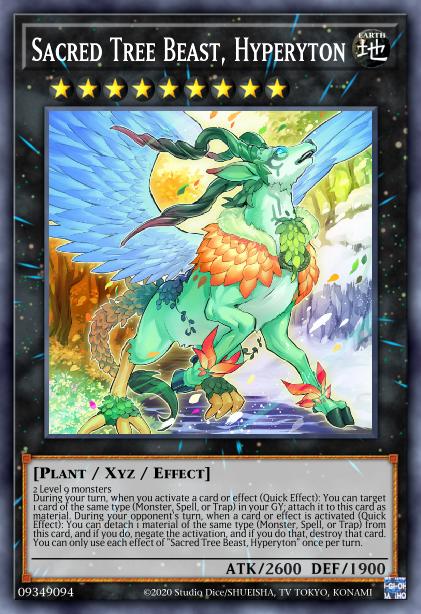 Sacred Tree Beast, Hyperyton
EARTH
地
[Plant / Xyz / Effect]
2 Level 9 monsters
During your turn, when you activate a card or effect (Quick Effect): You can target
1 card of the same type (Monster, Spell, or Trap) in your GY; attach it to this card as
material. During your opponent's turn, when a card or effect is activated (Quick
Effect): You can detach 1 material of the same type (Monster, Spell, or Trap) from
this card, and if you do, negate the activation, and if you do that, destroy that card.
You can only use each effect of "Sacred Tree Beast, Hyperyton" once per turn.
ATK/2600 DEF/1900
09349094
©2020 Studio Dice/SHUEISHA, TV TOKYO, KONAMI